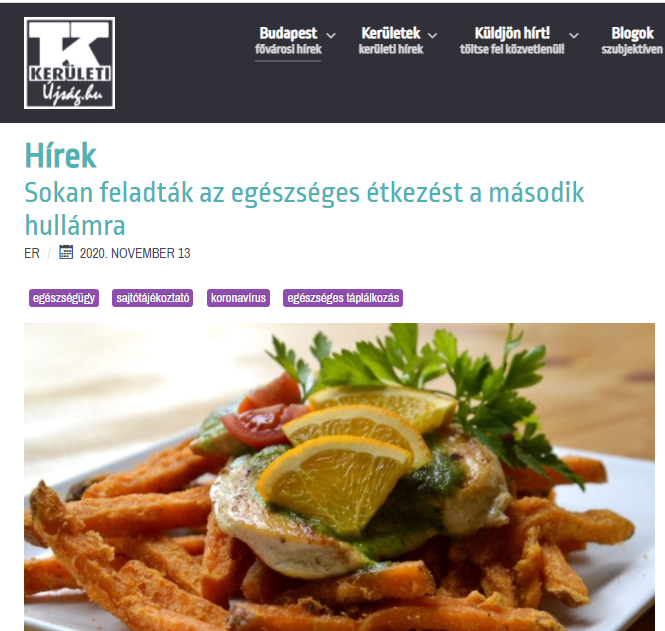 K
KERÜLETI
Újság.hu
Budapest
fővárosi hírek
Kerületek
kerületi hírek
Küldjön hírt!
töltse fel közvetlenül!
Blogok
szubjektíven
Hírek
Sokan feladták az egészséges étkezést a második
hullámra
ER / 2020. NOVEMBER 13
egészségügy sajtótájékoztató koronavírus egészséges táplálkozás